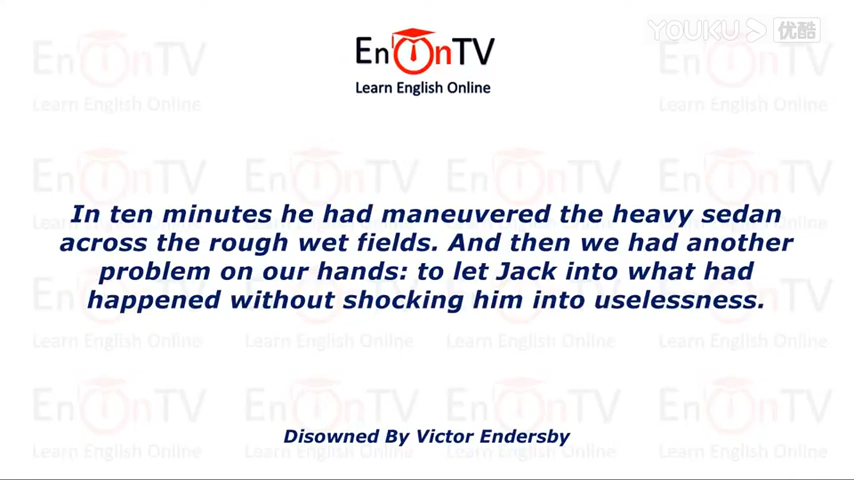 YOUKU 优酷
EnOnTV
Learn English Online
In ten minutes he had maneuvered the heavy sedan
across the rough wet fields. And then we had another
problem on our hands: to let Jack into what had
happened without shocking him into uselessness.
Disowned By Victor Endersby